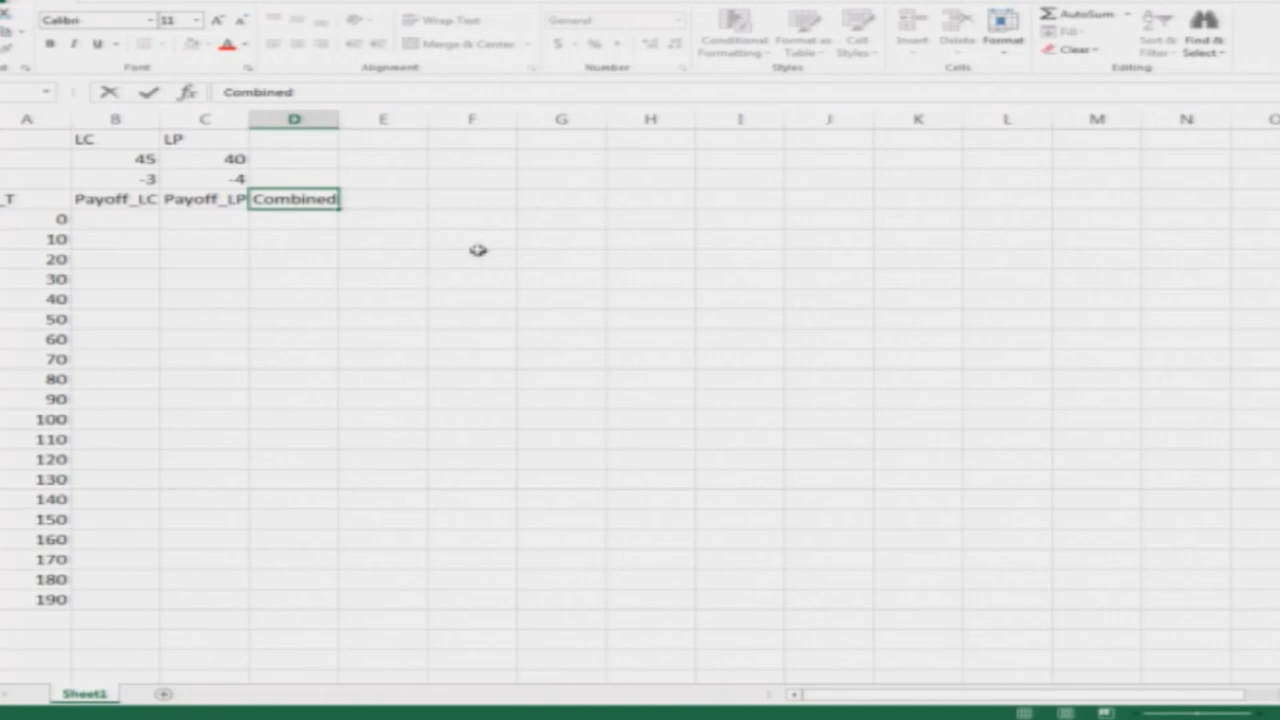 Calibri 11 A A Wrap Text General AutoSum
Fill
B I U A Merge & Center $ % Conditional Formatting Format as Table Cell Styles Insert Delete Format Clear Sort & Filter Find & Select
Font Alignment Number Styles Cells Editing
fx Combined
A B C D E F G H I J K L M N O
LC LP
45 40
-3 -4
_T Payoff_LC Payoff_LP Combined
0
10
20
30
40
50
60
70
80
90
100
110
120
130
140
150
160
170
180
190
Sheet1